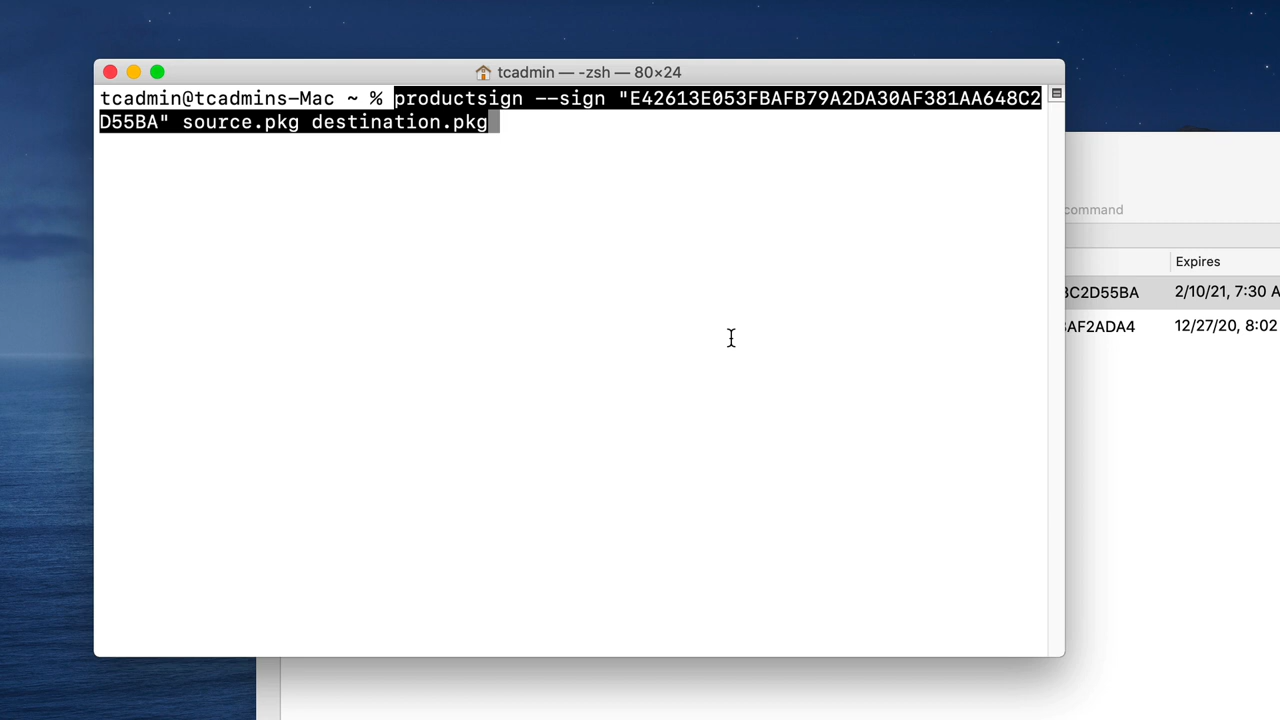 tcadmin — -zsh — 80×24
tcadmin@tcadmins-Mac ~ % productsign --sign "E42613E053FBAFB79A2DA30AF381AA648C2
D55BA" source.pkg destination.pkg
command
Expires
C2D55BA 2/10/21, 7:30 A
AF2ADA4 12/27/20, 8:02